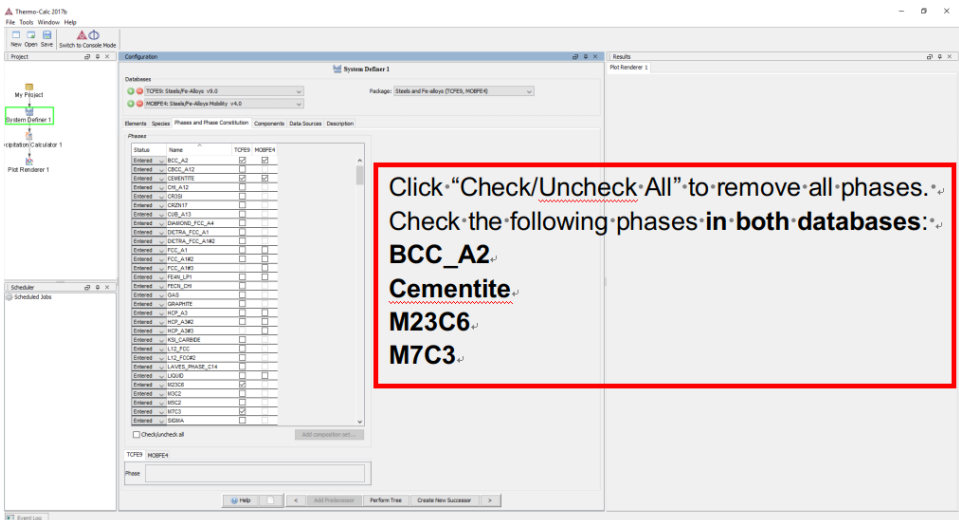 Thermo-Calc 2017b
File Tools Window Help
New Open Save Switch to Console Mode
Project
Configuration
Results
System Definer 1
Plot Renderer 1
Databases
TCFE9: Steels/Fe-Alloys v9.0
Package: Steels and Fe-alloys (TCFE9, MOBFE4)
MOBFE4: Steels/Fe-Alloys Mobility v4.0
My Project
System Definer 1
cipitation Calculator 1
Plot Renderer 1
Elements Species Phases and Phase Constitution Components Data Sources Description
Phases
Status Name TCFE9 MOBFE4
Entered BCC_A2
Entered CBCC_A12
Entered CEMENTITE
Entered CHI_A12
Entered CR3SI
Entered CRZN17
Entered CUB_A13
Entered DIAMOND_FCC_A4
Entered DICTRA_FCC_A1
Entered DICTRA_FCC_A1#2
Entered FCC_A1
Entered FCC_A1#2
Entered FCC_A1#3
Entered FE4N_LP1
Entered FECN_CHI
Entered GAS
Entered GRAPHITE
Entered HCP_A3
Entered HCP_A3#2
Entered HCP_A3#3
Entered KSI_CARBIDE
Entered L12_FCC
Entered L12_FCC#2
Entered LAVES_PHASE_C14
Entered LIQUID
Entered M23C6
Entered M3C2
Entered M5C2
Entered M7C3
Entered SIGMA
Check/uncheck all
Add composition set...
TCFE9 MOBFE4
Phase
Help < Add Predecessor Perform Tree Create New Successor >
Scheduler
Scheduled Jobs
Event Log
Click “Check/Uncheck All” to remove all phases.
Check the following phases in both databases:
BCC_A2
Cementite
M23C6
M7C3